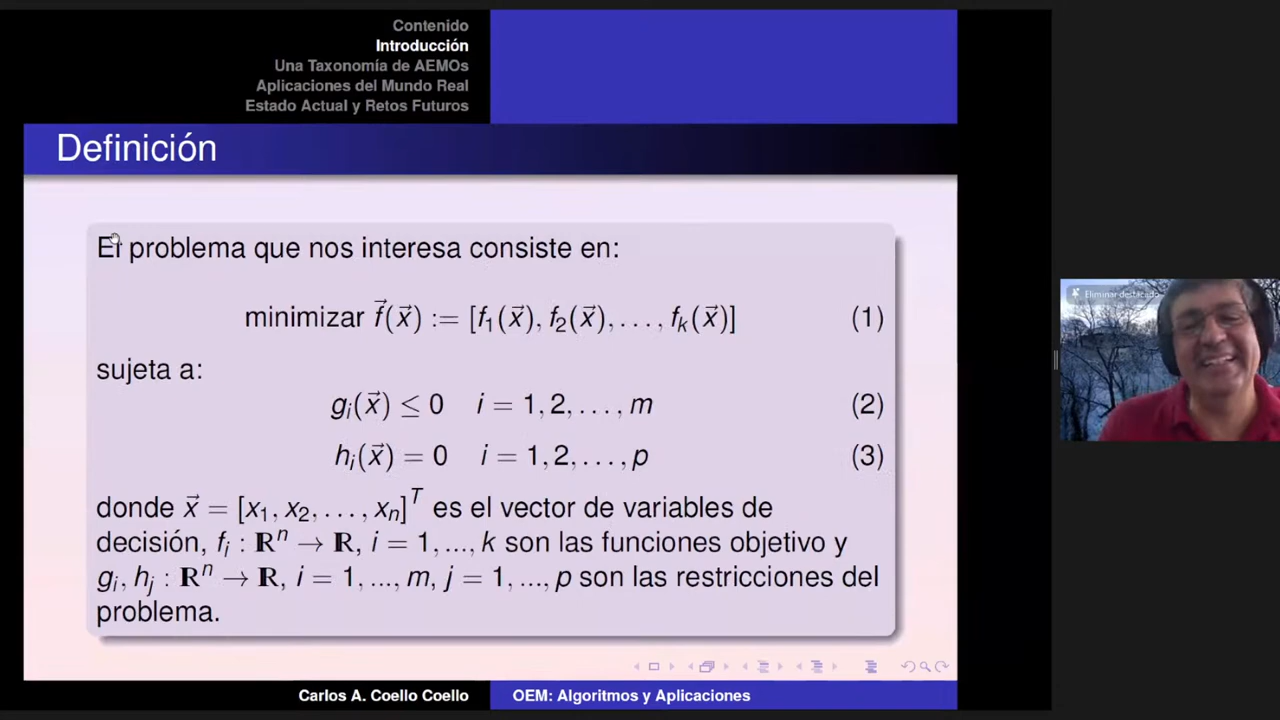 Contenido
Introducción
Una Taxonomía de AEMOs
Aplicaciones del Mundo Real
Estado Actual y Retos Futuros
Definición
El problema que nos interesa consiste en:
minimizar f⃗(x⃗) := [f₁(x⃗), f₂(x⃗), . . . , fₖ(x⃗)] (1)
sujeta a:
gᵢ(x⃗) ≤ 0 i = 1, 2, . . . , m (2)
hᵢ(x⃗) = 0 i = 1, 2, . . . , p (3)
donde x⃗ = [x₁, x₂, . . . , xₙ]ᵀ es el vector de variables de
decisión, fᵢ : ℝⁿ → ℝ, i = 1, ..., k son las funciones objetivo y
gᵢ, hⱼ : ℝⁿ → ℝ, i = 1, ..., m, j = 1, ..., p son las restricciones del
problema.
Carlos A. Coello Coello
OEM: Algoritmos y Aplicaciones
Eliminar destacado